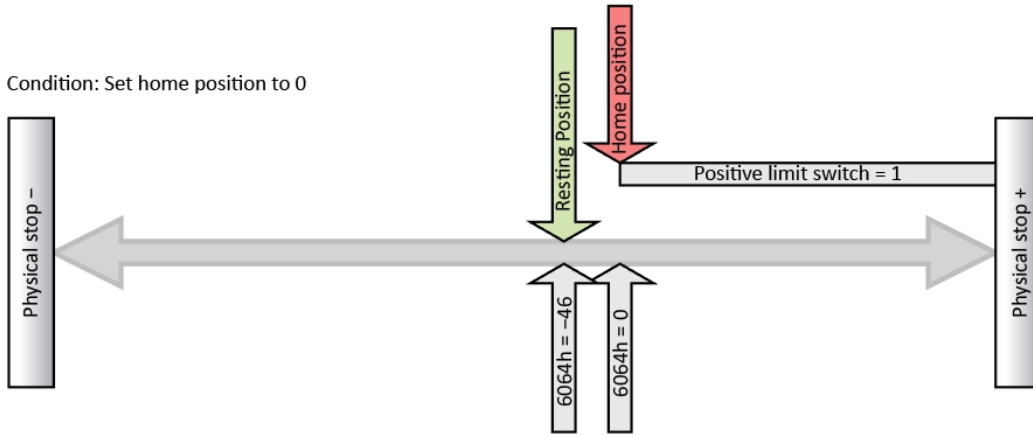 Condition: Set home position to 0
Physical stop −
Resting Position
Home position
Positive limit switch = 1
Physical stop +
6064h = −46
6064h = 0